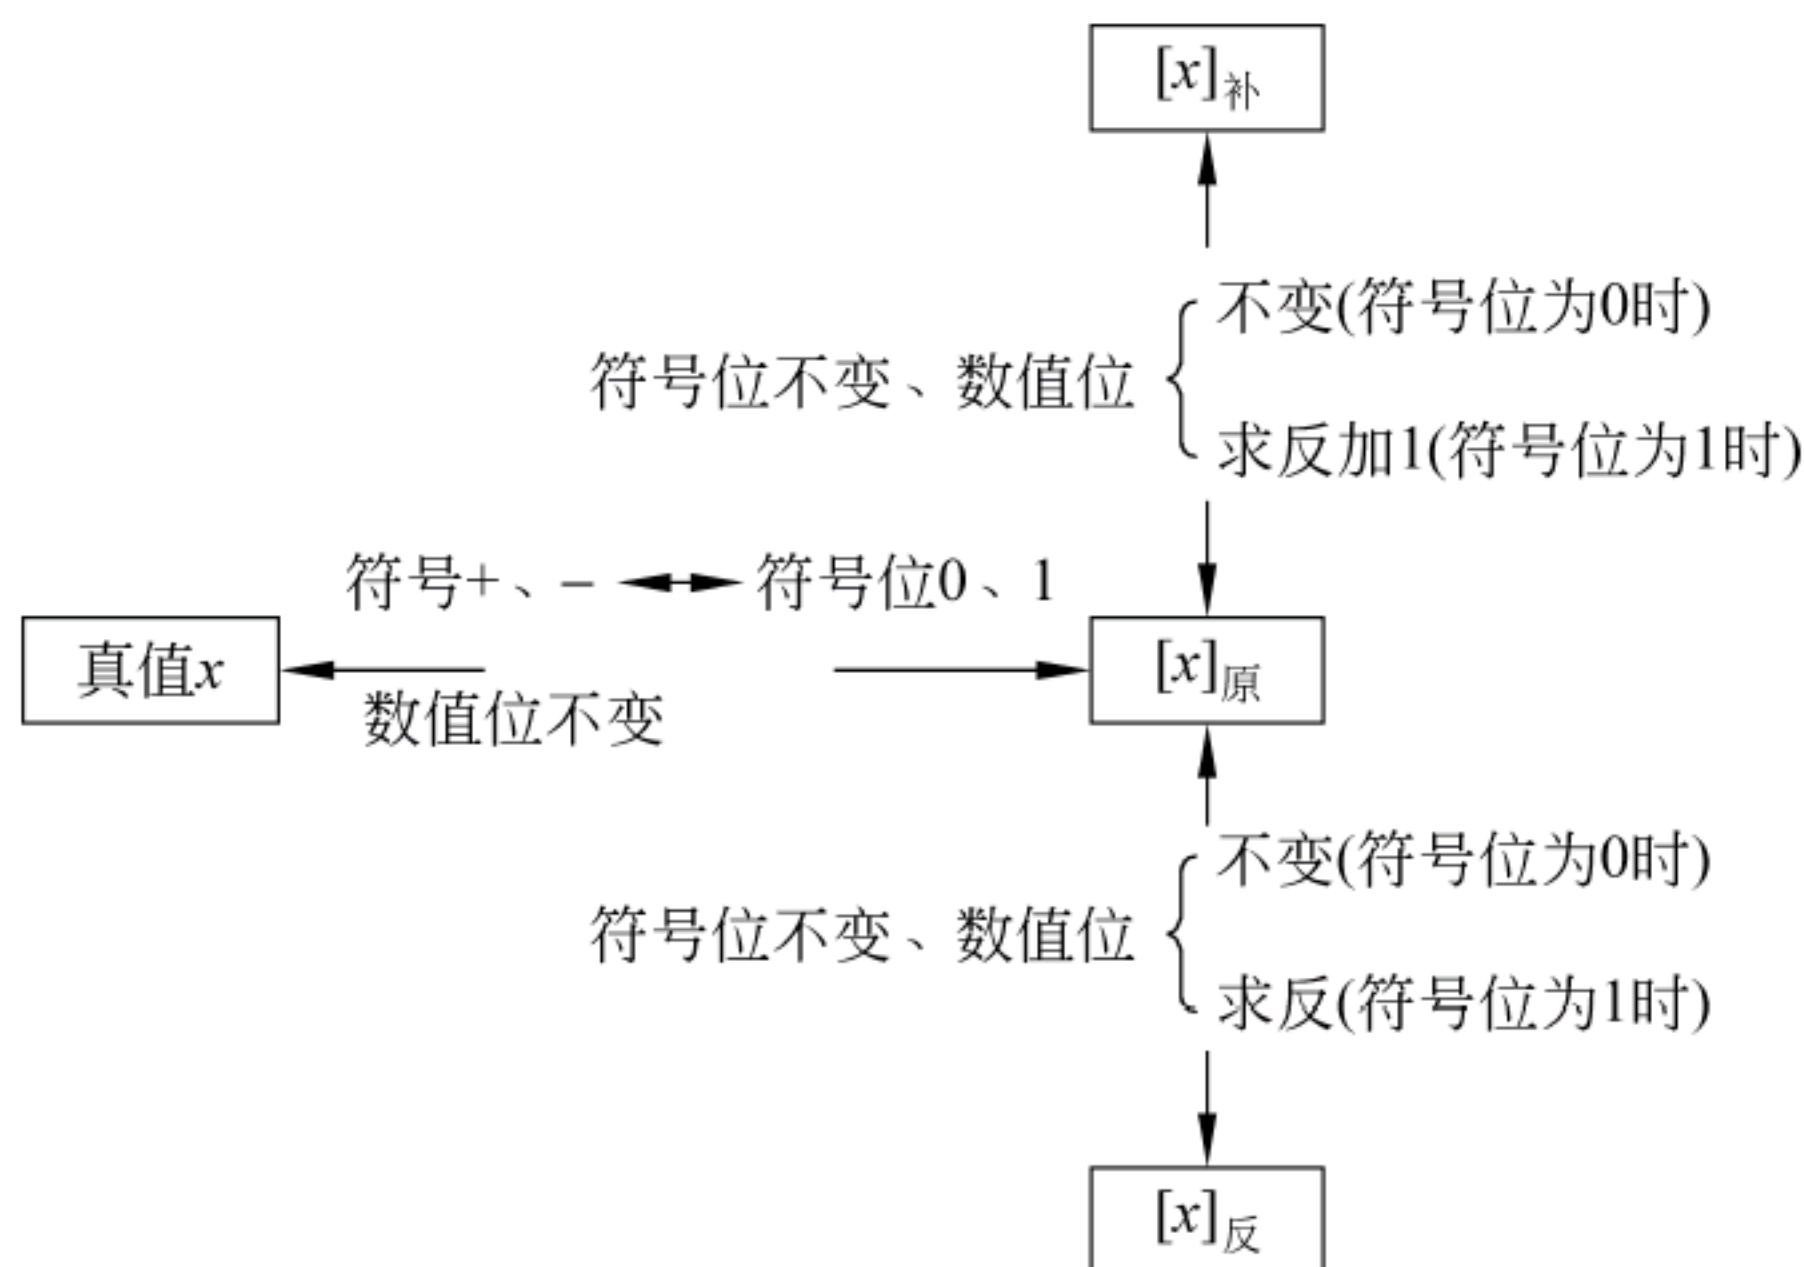 [x]补
不变(符号位为0时)
符号位不变、数值位
求反加1(符号位为1时)
符号+、− 符号位0、1
真值x
[x]原
数值位不变
不变(符号位为0时)
符号位不变、数值位
求反(符号位为1时)
[x]反